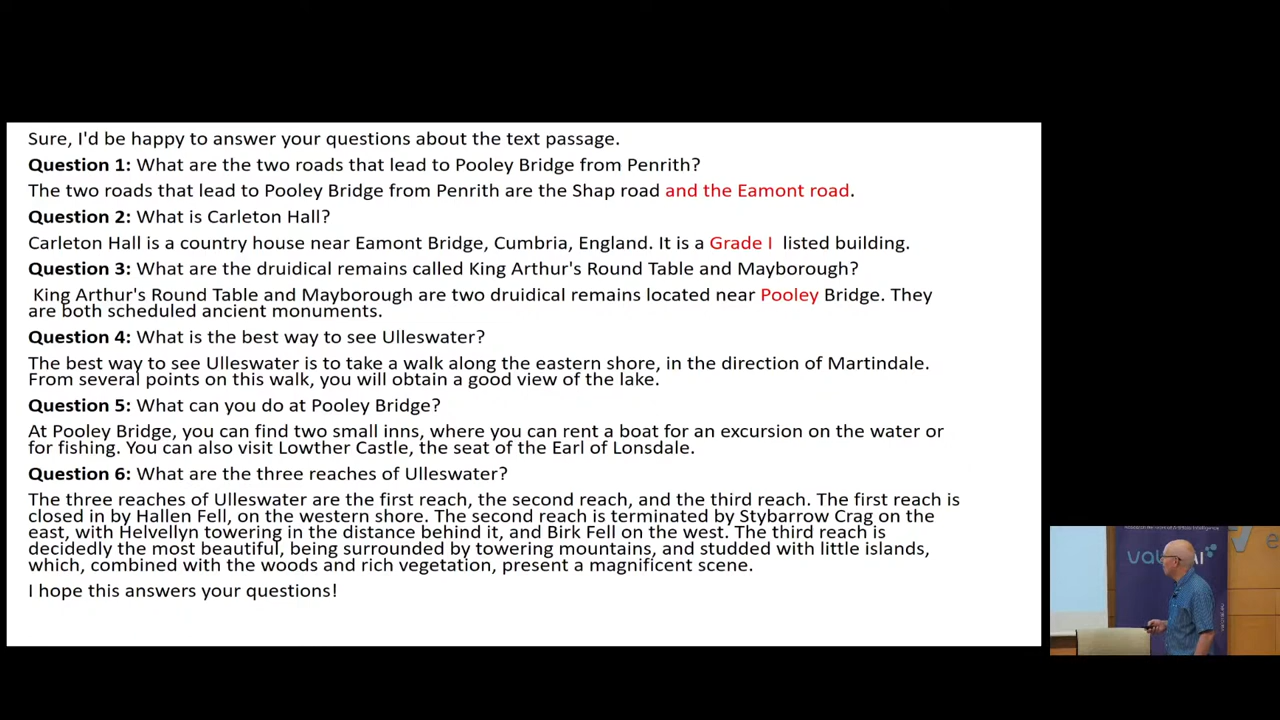 Sure, I'd be happy to answer your questions about the text passage.
Question 1: What are the two roads that lead to Pooley Bridge from Penrith?
The two roads that lead to Pooley Bridge from Penrith are the Shap road and the Eamont road.
Question 2: What is Carleton Hall?
Carleton Hall is a country house near Eamont Bridge, Cumbria, England. It is a Grade I listed building.
Question 3: What are the druidical remains called King Arthur's Round Table and Mayborough?
King Arthur's Round Table and Mayborough are two druidical remains located near Pooley Bridge. They
are both scheduled ancient monuments.
Question 4: What is the best way to see Ulleswater?
The best way to see Ulleswater is to take a walk along the eastern shore, in the direction of Martindale.
From several points on this walk, you will obtain a good view of the lake.
Question 5: What can you do at Pooley Bridge?
At Pooley Bridge, you can find two small inns, where you can rent a boat for an excursion on the water or
for fishing. You can also visit Lowther Castle, the seat of the Earl of Lonsdale.
Question 6: What are the three reaches of Ulleswater?
The three reaches of Ulleswater are the first reach, the second reach, and the third reach. The first reach is
closed in by Hallen Fell, on the western shore. The second reach is terminated by Stybarrow Crag on the
east, with Helvellyn towering in the distance behind it, and Birk Fell on the west. The third reach is
decidedly the most beautiful, being surrounded by towering mountains, and studded with little islands,
which, combined with the woods and rich vegetation, present a magnificent scene.
I hope this answers your questions!